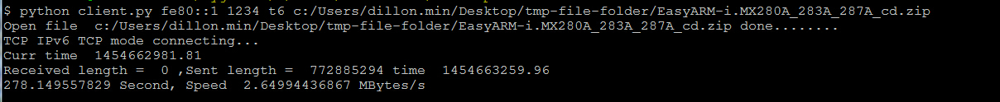 $ python client.py fe80::1 1234 t6 c:/Users/dillon.min/Desktop/tmp-file-folder/EasyARM-i.MX280A_283A_287A_cd.zip
Open file  c:/Users/dillon.min/Desktop/tmp-file-folder/EasyARM-i.MX280A_283A_287A_cd.zip done........
TCP IPv6 TCP mode connecting...
Curr time  1454662981.81
Received length =  0 ,Sent length =  772885294 time  1454663259.96
278.149557829 Second, Speed  2.64994436867 MBytes/s